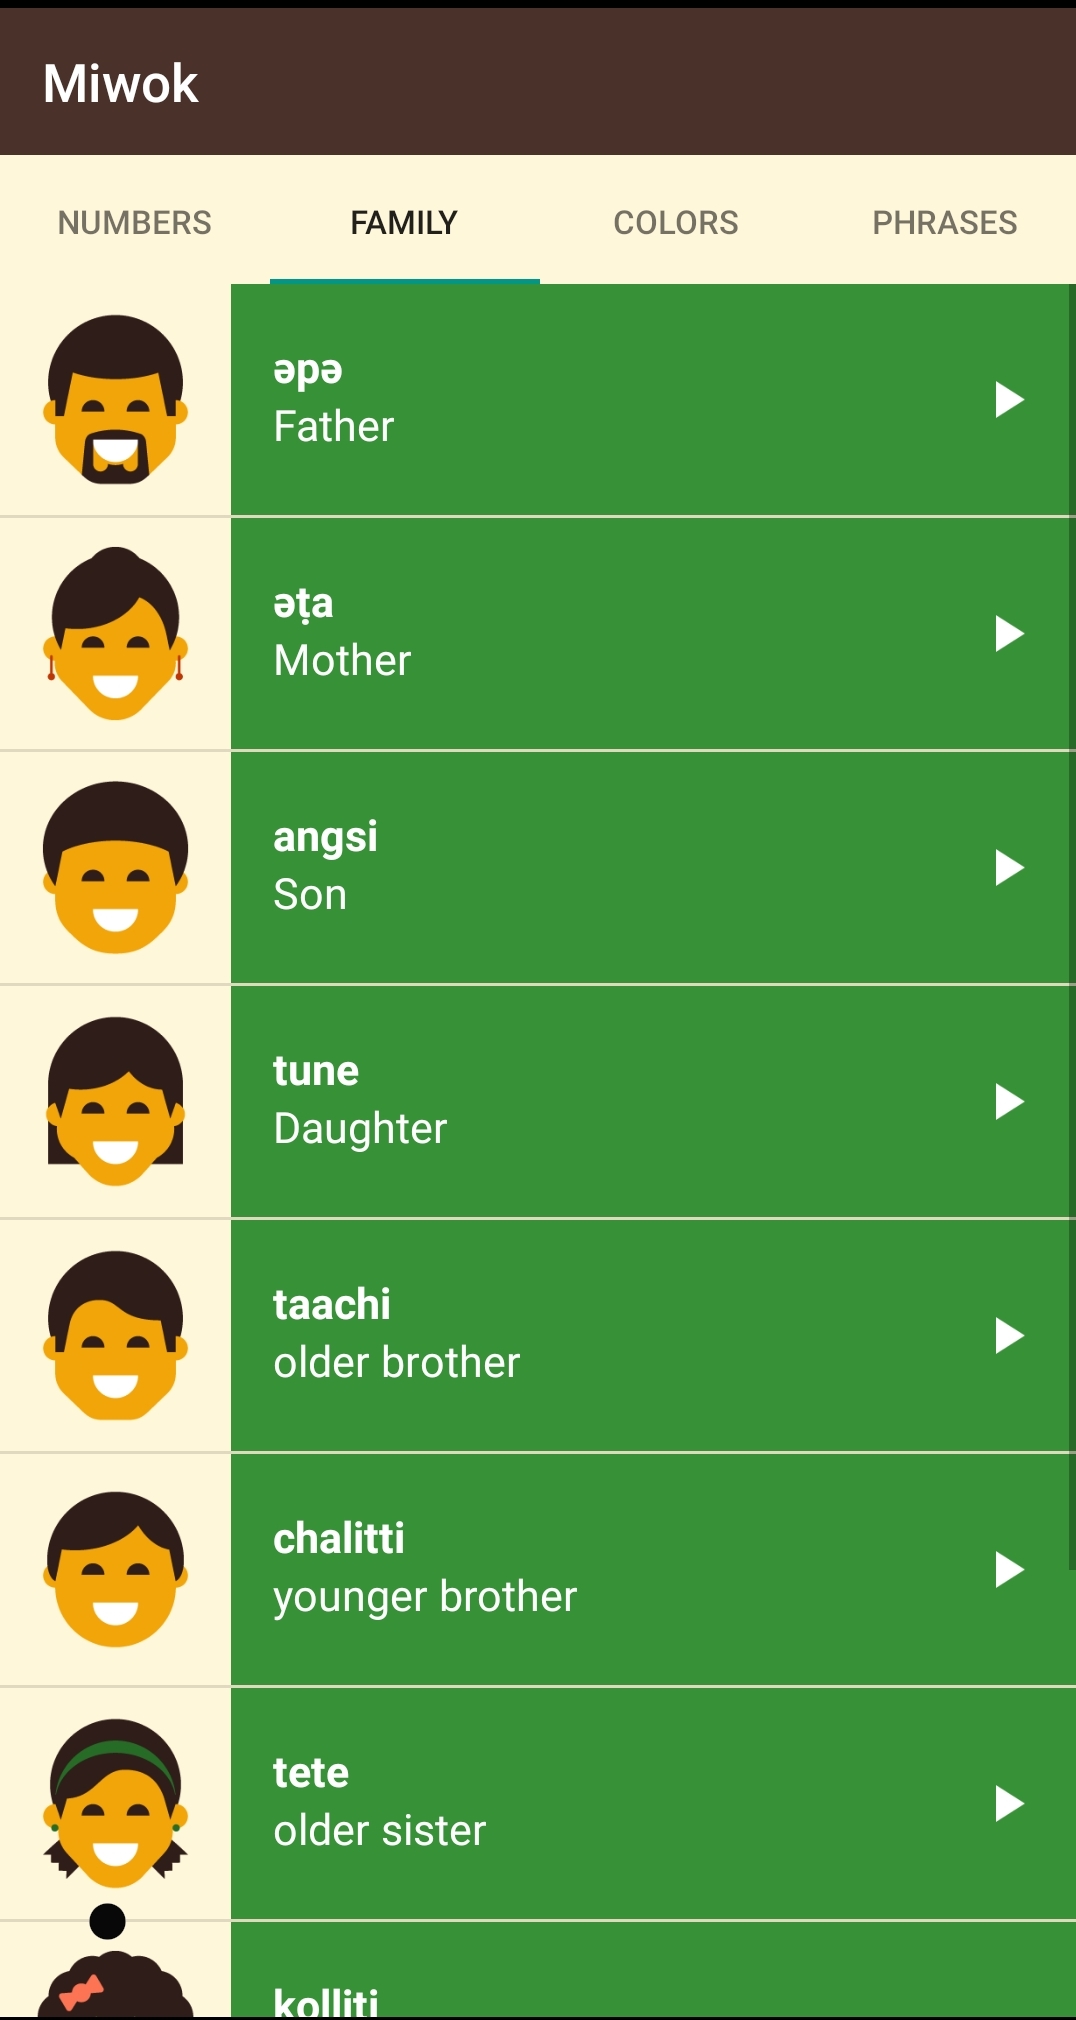 Miwok
NUMBERS FAMILY COLORS PHRASES
əpə
Father
əṭa
Mother
angsi
Son
tune
Daughter
taachi
older brother
chalitti
younger brother
tete
older sister
kolliti